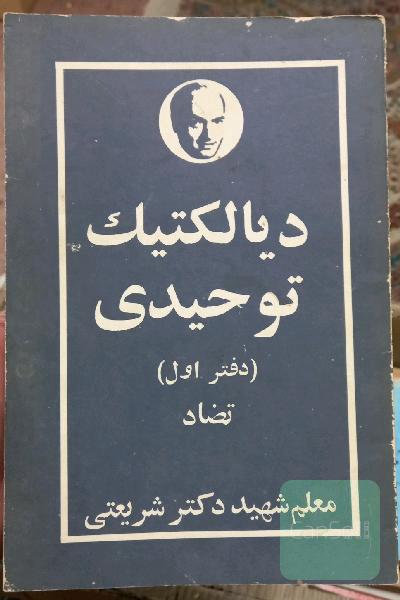 دیالکتیک
توحیدی
(دفتر اول)
تضاد
معلم شهید دکتر شریعتی